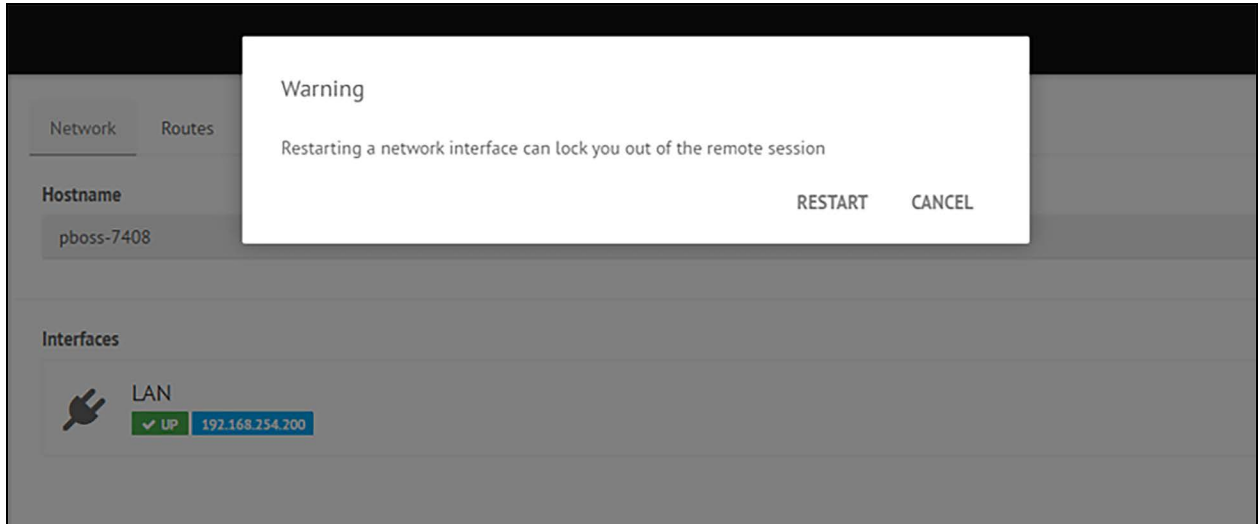 Warning
Restarting a network interface can lock you out of the remote session
RESTART CANCEL
Network Routes
Hostname
pboss-7408
Interfaces
LAN
UP 192.168.254.200